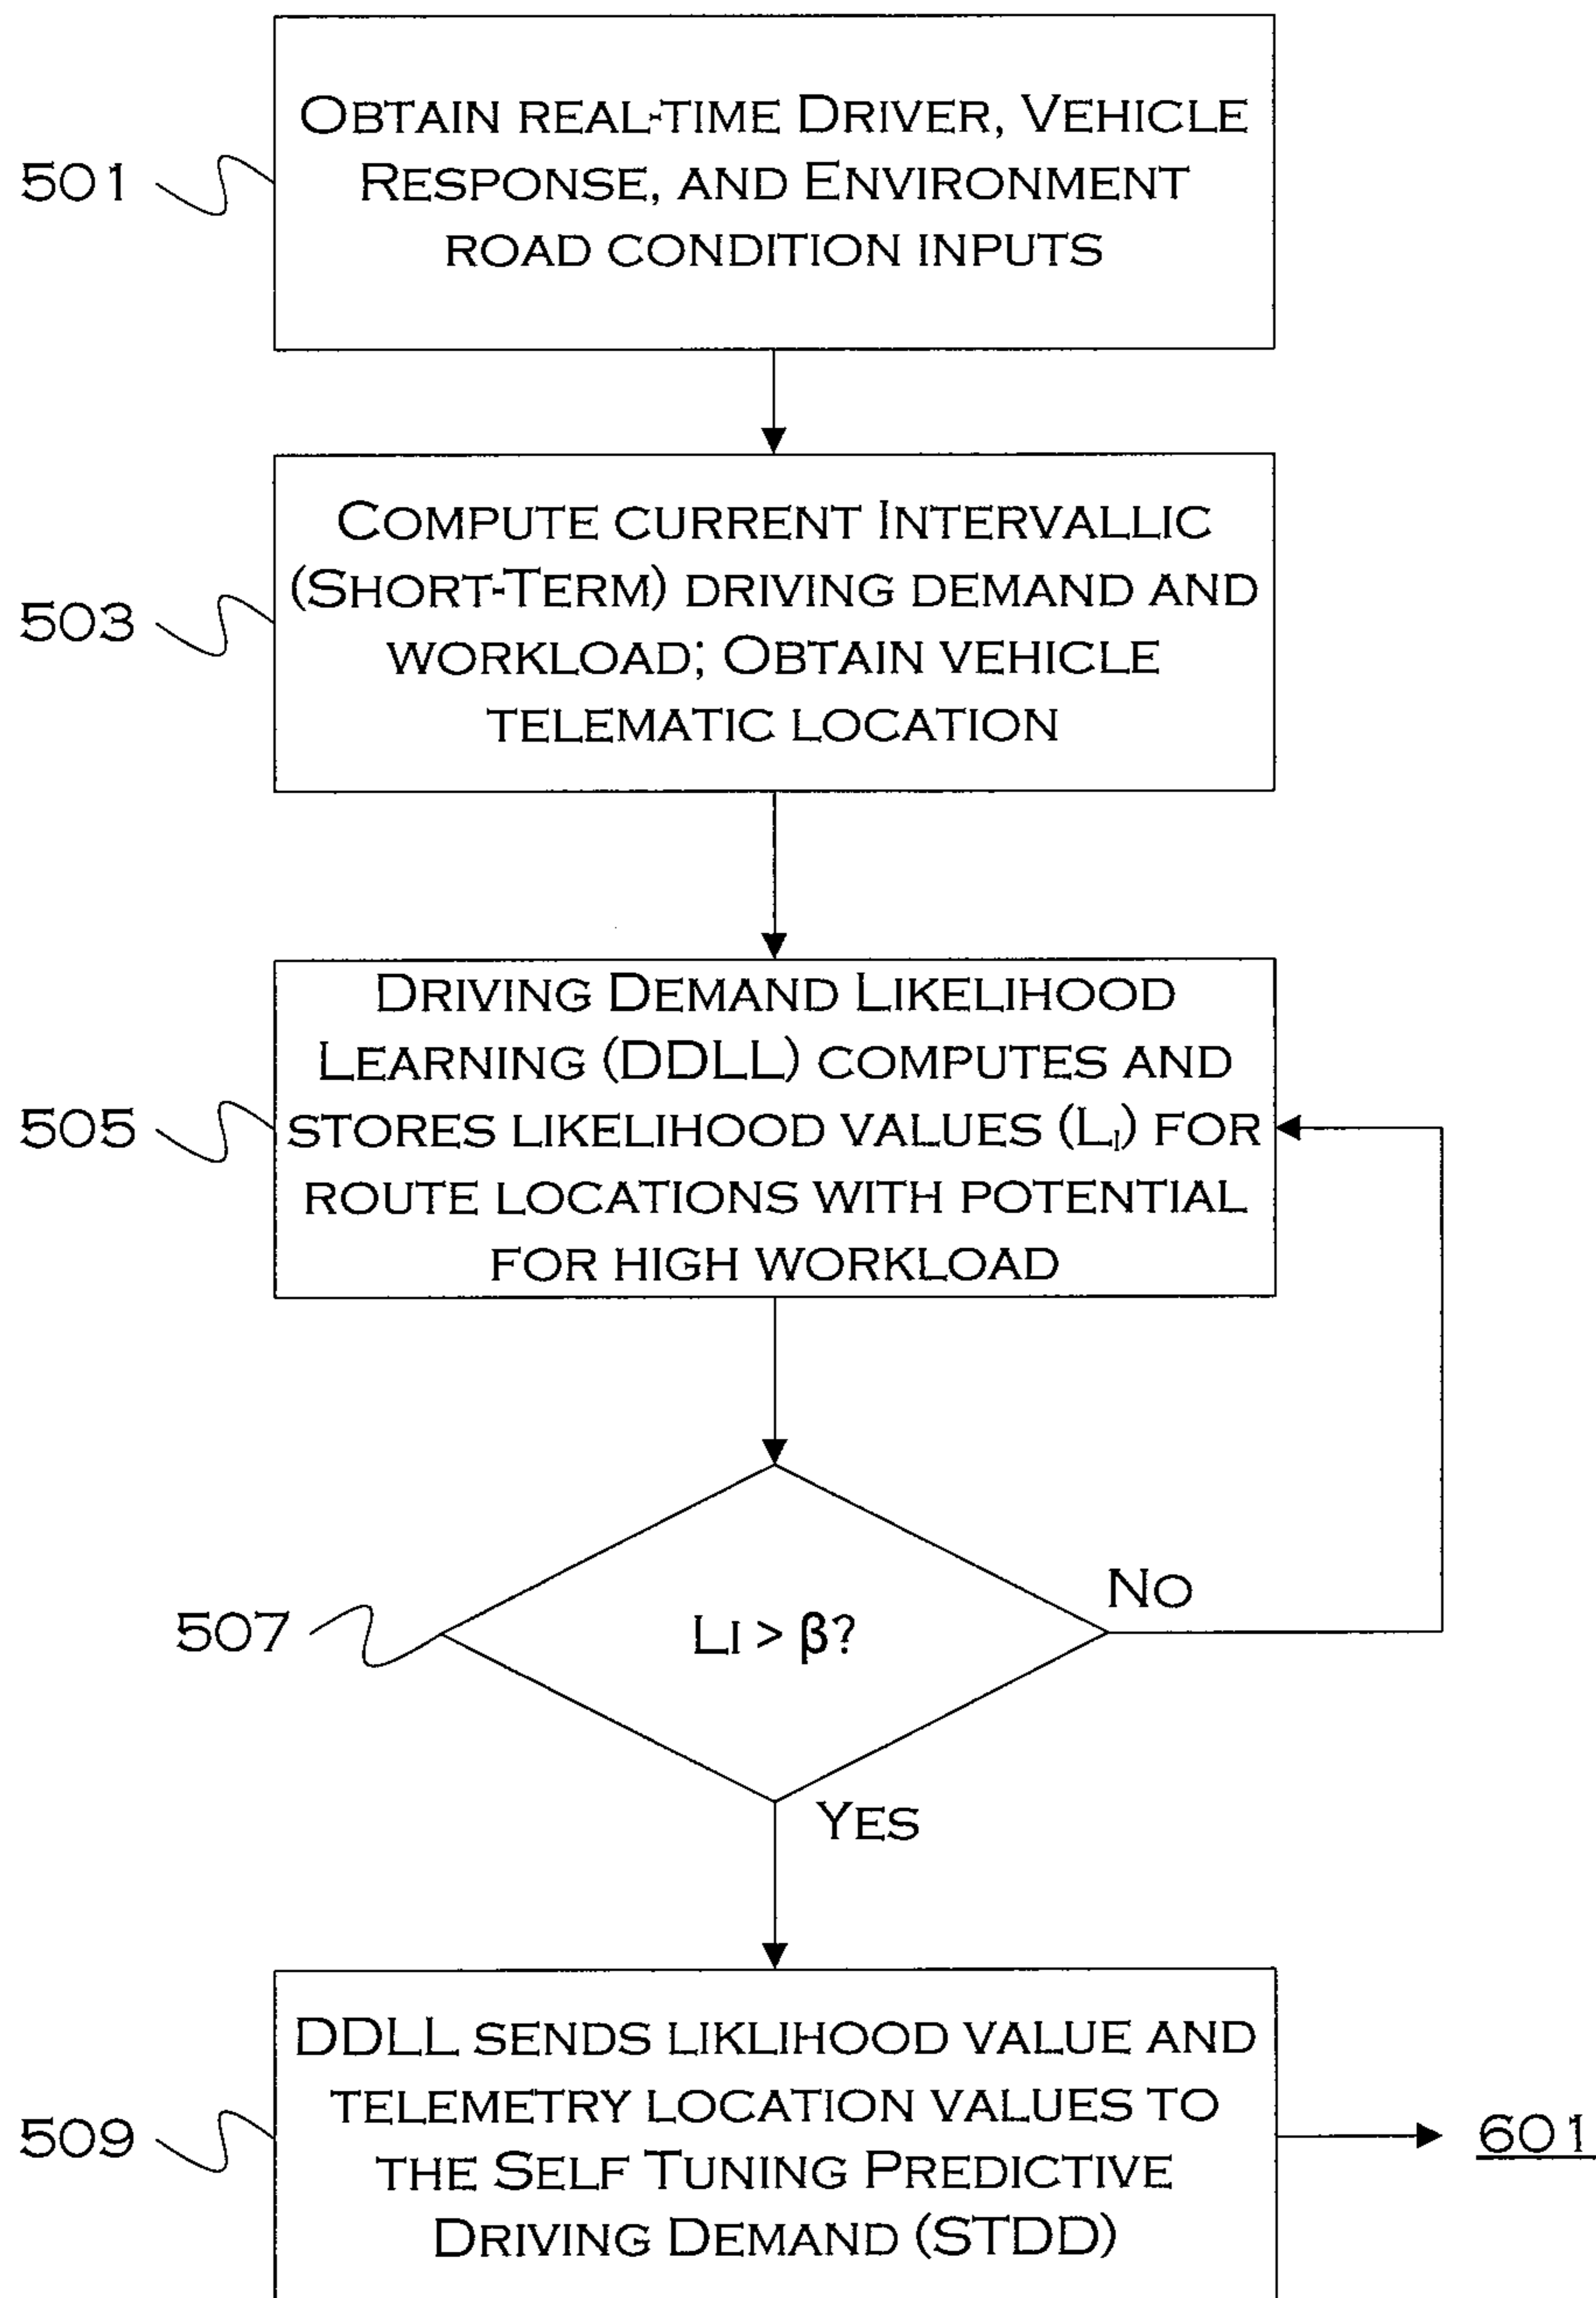 OBTAIN REAL-TIME DRIVER, VEHICLE
RESPONSE, AND ENVIRONMENT
ROAD CONDITION INPUTS
501
COMPUTE CURRENT INTERVALLIC
(SHORT-TERM) DRIVING DEMAND AND
WORKLOAD; OBTAIN VEHICLE
TELEMATIC LOCATION
503
DRIVING DEMAND LIKELIHOOD
LEARNING (DDLL) COMPUTES AND
STORES LIKELIHOOD VALUES (LI) FOR
ROUTE LOCATIONS WITH POTENTIAL
FOR HIGH WORKLOAD
505
NO
LI > β?
507
YES
DDLL SENDS LIKLIHOOD VALUE AND
TELEMETRY LOCATION VALUES TO
THE SELF TUNING PREDICTIVE
DRIVING DEMAND (STDD)
509
601